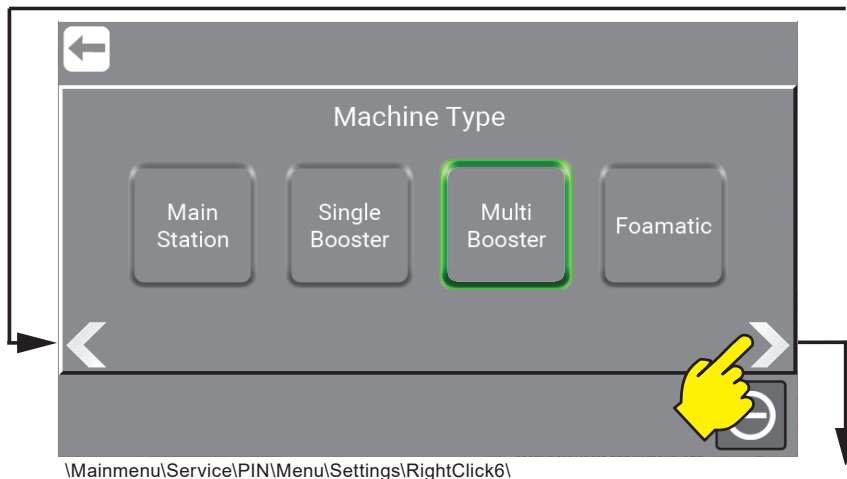 Machine Type
Main
Station
Single
Booster
Multi
Booster
Foamatic
\Mainmenu\Service\PIN\Menu\Settings\RightClick6\